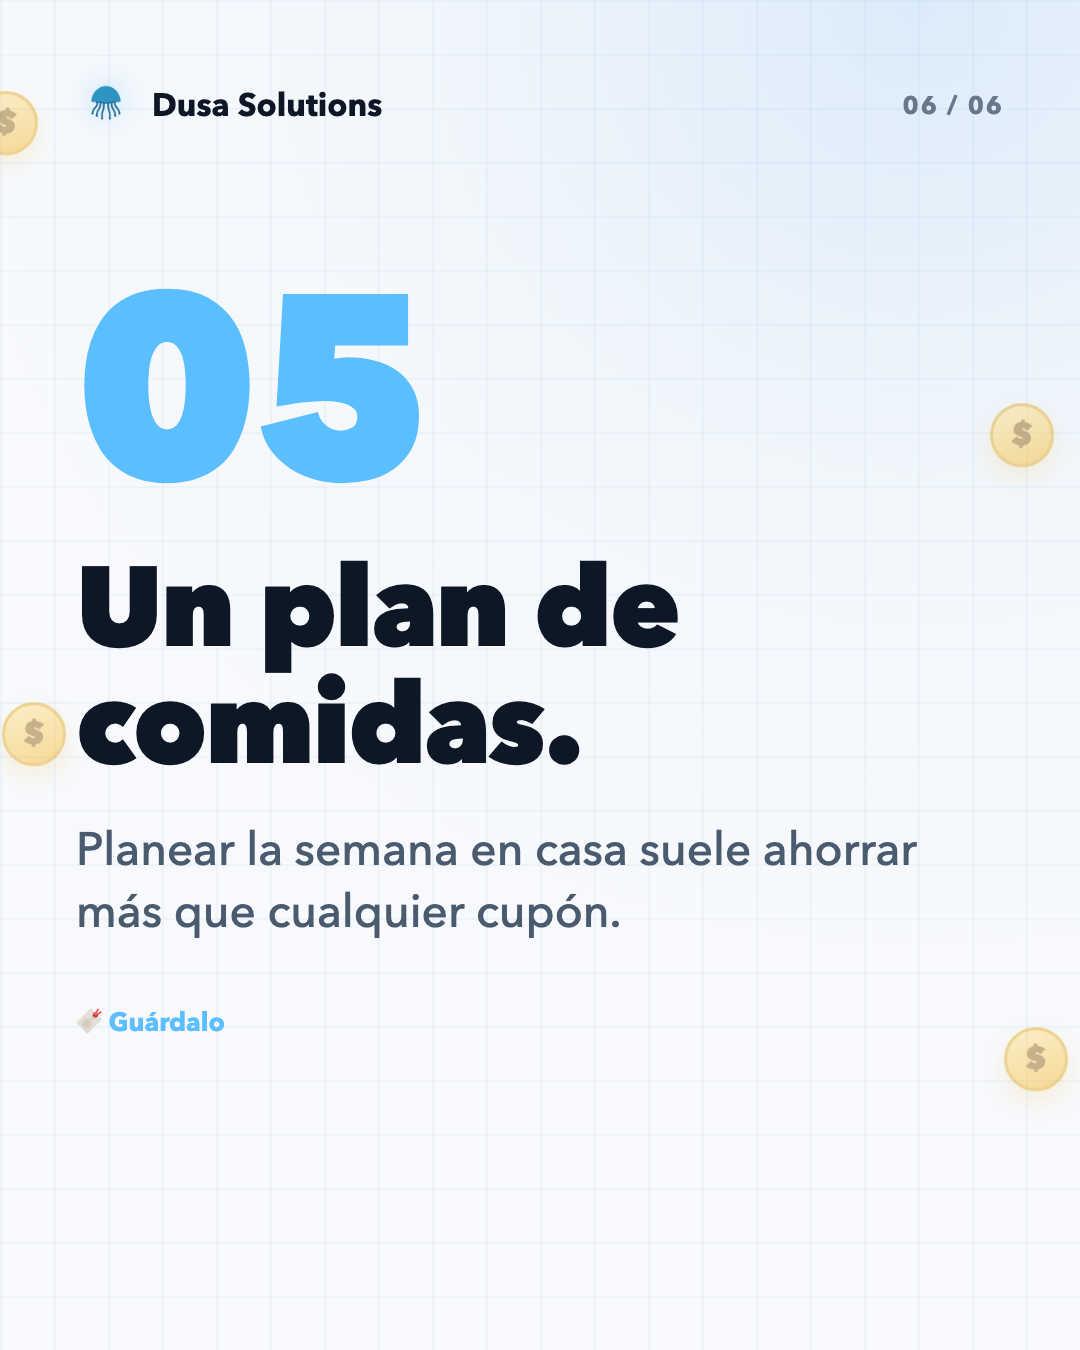 Dusa Solutions
06 / 06
$
05
$
Un plan de
comidas.
$
Planear la semana en casa suele ahorrar
más que cualquier cupón.
Guárdalo
$